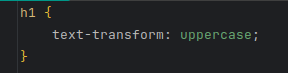 h1 {
    text-transform: uppercase;
}